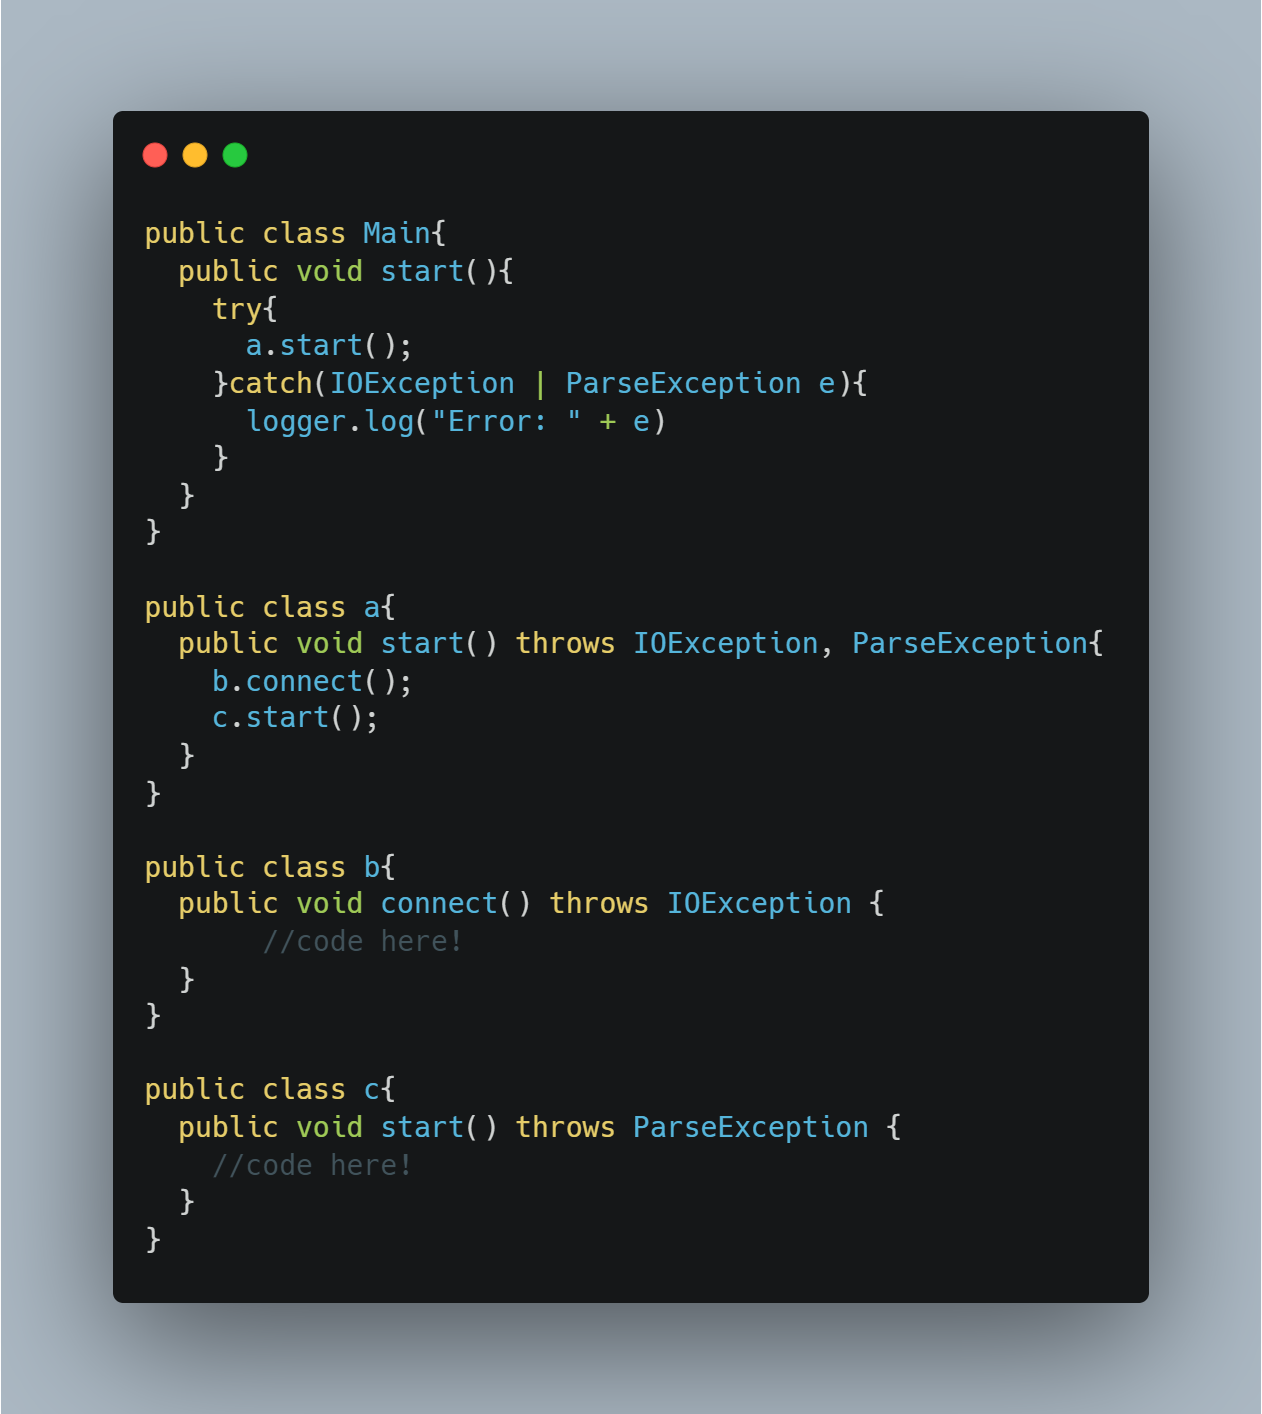 public class Main{
  public void start(){
    try{
      a.start();
    }catch(IOException | ParseException e){
      logger.log("Error: " + e)
    }
  }
}

public class a{
  public void start() throws IOException, ParseException{
    b.connect();
    c.start();
  }
}

public class b{
  public void connect() throws IOException {
       //code here!
  }
}

public class c{
  public void start() throws ParseException {
    //code here!
  }
}